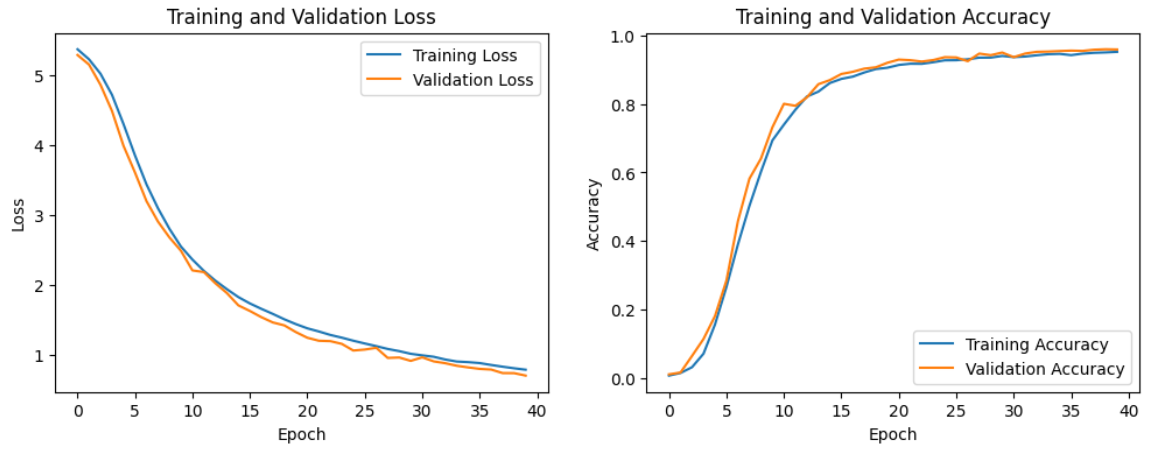 Training and Validation Loss
Training Loss
Validation Loss
5
4
3
2
1
Loss
0 5 10 15 20 25 30 35 40
Epoch
Training and Validation Accuracy
1.0
0.8
0.6
0.4
0.2
0.0
Accuracy
Training Accuracy
Validation Accuracy
0 5 10 15 20 25 30 35 40
Epoch